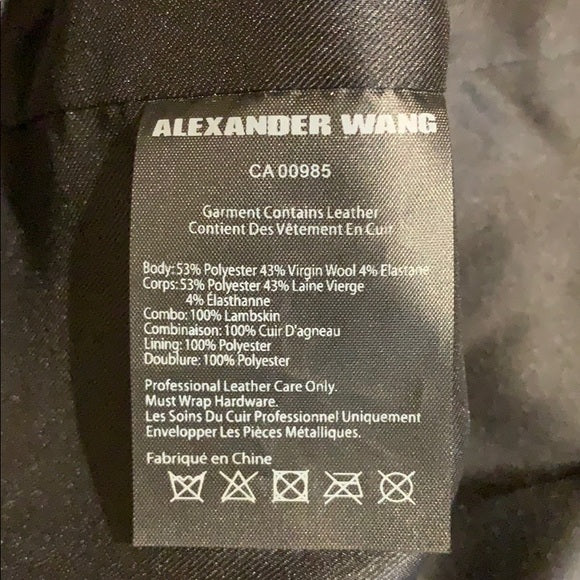 ALEXANDER WANG
CA 00985
Garment Contains Leather
Contient Des Vêtement En Cuir
Body: 53% Polyester 43% Virgin Wool 4% Elastane
Corps: 53% Polyester 43% Laine Vierge
4% Élasthanne
Combo: 100% Lambskin
Combinaison: 100% Cuir D'agneau
Lining: 100% Polyester
Doublure: 100% Polyester
Professional Leather Care Only.
Must Wrap Hardware.
Les Soins Du Cuir Professionnel Uniquement
Envelopper Les Pièces Métalliques.
Fabriqué en Chine